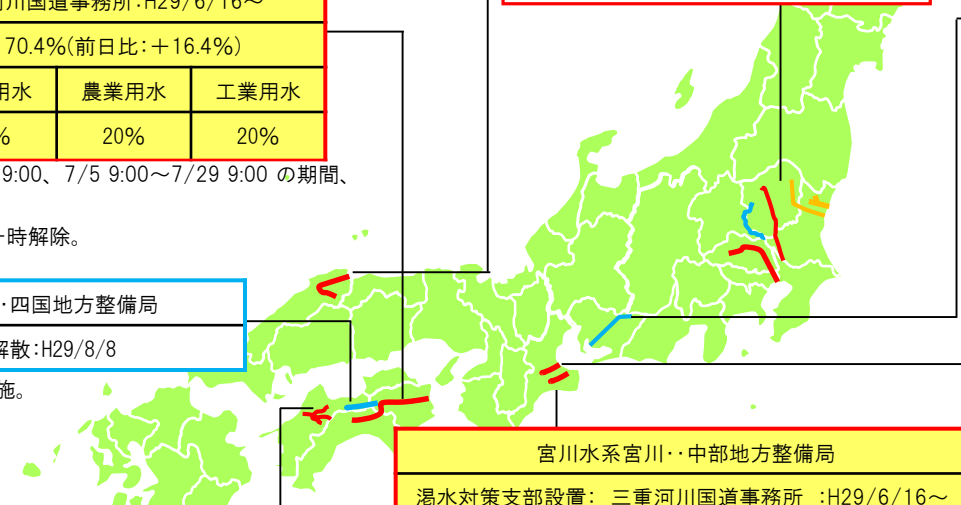 河川国道事務所:H29/6/16～
70.4%(前日比:＋16.4%)
用水 農業用水 工業用水
% 20% 20%
9:00、7/5 9:00～7/29 9:00 の期間、
一時解除。
・四国地方整備局
解散:H29/8/8
施。
宮川水系宮川‥中部地方整備局
渇水対策支部設置: 三重河川国道事務所 :H29/6/16～